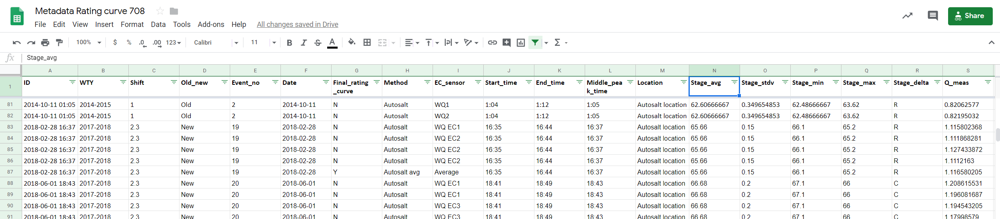 Metadata Rating curve 708
File Edit View Insert Format Data Tools Add-ons Help All changes saved in Drive
Share
100% $ % .0 .00 123 Calibri 11 B I S A Σ
fx Stage_avg
A B C D E F G H I J K L M N O P Q R S
1 ID WTY Shift Old_new Event_no Date Final_rating_curve Method EC_sensor Start_time End_time Middle_peak_time Location Stage_avg Stage_stdv Stage_min Stage_max Stage_delta Q_meas
81 2014-10-11 01:05 2014-2015 1 Old 2 2014-10-11 N Autosalt WQ1 1:04 1:12 1:05 Autosalt location 62.60666667 0.349654853 62.48666667 63.62 R 0.82062577
82 2014-10-11 01:05 2014-2015 1 Old 2 2014-10-11 N Autosalt WQ2 1:04 1:12 1:05 Autosalt location 62.60666667 0.349654853 62.48666667 63.62 R 0.82195032
83 2018-02-28 16:37 2017-2018 2.3 New 19 2018-02-28 N Autosalt WQ EC1 16:35 16:44 16:37 Autosalt location 65.66 0.15 66.1 65.2 R 1.115802368
84 2018-02-28 16:37 2017-2018 2.3 New 19 2018-02-28 N Autosalt WQ EC2 16:35 16:44 16:37 Autosalt location 65.66 0.15 66.1 65.2 R 1.111868281
85 2018-02-28 16:37 2017-2018 2.3 New 19 2018-02-28 N Autosalt WQ EC2 16:35 16:44 16:37 Autosalt location 65.66 0.15 66.1 65.2 R 1.127433872
86 2018-02-28 16:37 2017-2018 2.3 New 19 2018-02-28 N Autosalt WQ EC2 16:35 16:44 16:37 Autosalt location 65.66 0.15 66.1 65.2 R 1.1112163
87 2018-02-28 16:37 2017-2018 2.3 New 19 2018-02-28 Y Autosalt avg Average 16:35 16:44 16:37 Autosalt location 65.66 0.15 66.1 65.2 R 1.116580205
88 2018-06-01 18:43 2017-2018 2.3 New 20 2018-06-01 N Autosalt WQ EC1 18:41 18:49 18:43 Autosalt location 66.68 0.2 67.1 66 C 1.208615531
89 2018-06-01 18:43 2017-2018 2.3 New 20 2018-06-01 N Autosalt WQ EC1 18:41 18:49 18:43 Autosalt location 66.68 0.2 67.1 66 C 1.196081687
90 2018-06-01 18:43 2017-2018 2.3 New 20 2018-06-01 N Autosalt WQ EC3 18:41 18:49 18:43 Autosalt location 66.68 0.2 67.1 66 C 1.194543205
91 2018-06-01 18:43 2017-2018 2.3 New 20 2018-06-01 N Autosalt WQ EC3 18:41 18:49 18:43 Autosalt location 66.68 0.2 67.1 66 C 1.17998579